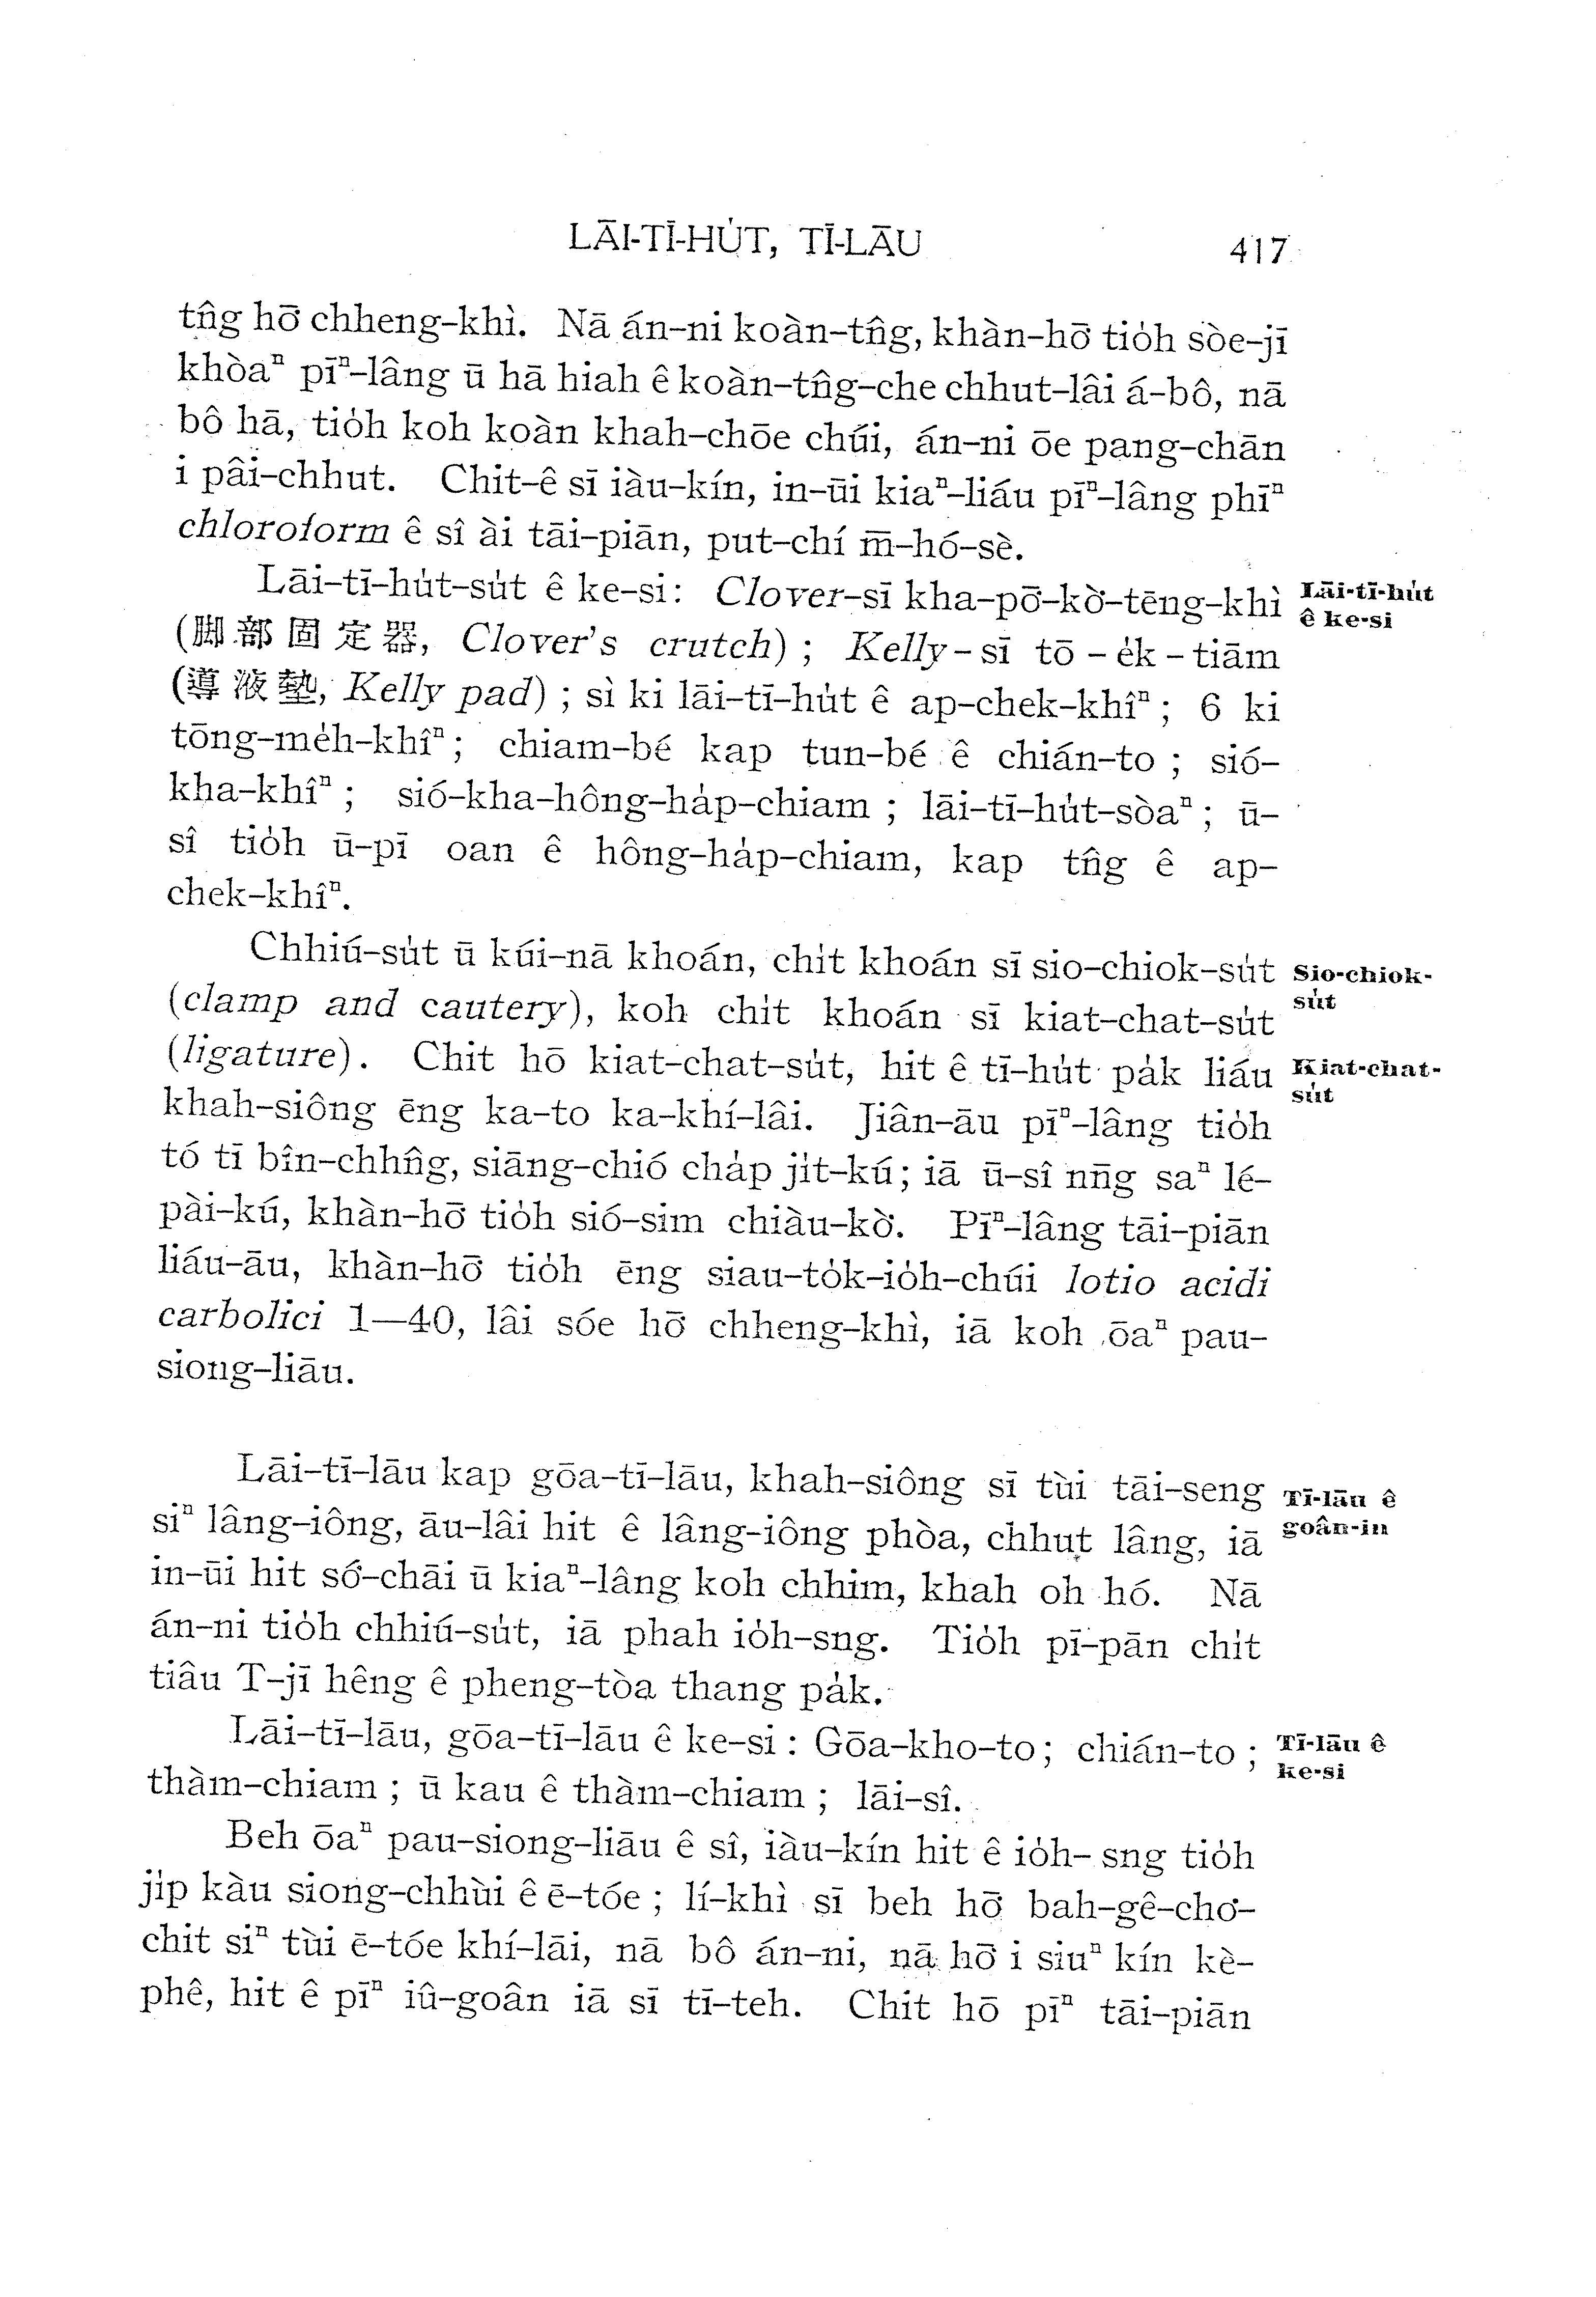 LĀI-TĪ-HU̍T, TĪ-LĀU 417
tn̂g hō͘ chheng-khì. Nā án-ni koàn-tn̂g, khàn-hō͘ tio̍h sòe-jī
khòaⁿ pīⁿ-lâng ū hā hiah ê koàn-tn̂g-che chhut-lâi á-bô, nā
bô hā, tio̍h koh koàn khah-chōe chúi, án-ni ōe pang-chān
i pâi-chhut. Chit-ê sī iàu-kín, in-ūi kiaⁿ-liáu pīⁿ-lâng phīⁿ
chloroform ê sî ài tāi-piān, put-chí m̄-hó-sè.
Lāi-tī-hu̍t-su̍t ê ke-si: Clover-sī kha-pō͘-kò͘-tēng-khì
(脚部固定器, Clover's crutch) ; Kelly-sī tō-e̍k-tiām
(導液墊, Kelly pad) ; sì ki lāi-tī-hu̍t ê ap-chek-khîⁿ ; 6 ki
tōng-me̍h-khîⁿ ; chiam-bé kap tun-bé ê chián-to ; sió-
kha-khîⁿ ; sió-kha-hông-ha̍p-chiam ; lāi-tī-hu̍t-sòaⁿ ; ū-
sî tio̍h ū-pī oan ê hông-ha̍p-chiam, kap tn̂g ê ap-
chek-khîⁿ.
Lāi-tī-hu̍t
ê ke-si
Chhiú-su̍t ū kúi-nā khoán, chi̍t khoán sī sio-chiok-su̍t
(clamp and cautery), koh chi̍t khoán sī kiat-chat-su̍t
(ligature). Chit hō kiat-chat-su̍t, hit ê tī-hu̍t pa̍k liáu
khah-siông ēng ka-to ka-khí-lâi. Jiân-āu pīⁿ-lâng tio̍h
tó tī bîn-chhn̂g, siāng-chió cha̍p ji̍t-kú ; iā ū-sî nn̄g saⁿ lé-
pài-kú, khàn-hō͘ tio̍h sió-sim chiàu-kò͘. Pīⁿ-lâng tāi-piān
liáu-āu, khàn-hō͘ tio̍h ēng siau-to̍k-io̍h-chúi lotio acidi
carbolici 1—40, lâi sóe hō͘ chheng-khì, iā koh ōaⁿ pau-
siong-liāu.
Sio-chiok-
su̍t
Kiat-chat-
su̍t
Lāi-tī-lāu kap gōa-tī-lāu, khah-siông sī tùi tāi-seng
siⁿ lâng-iông, āu-lâi hit ê lâng-iông phòa, chhut lâng, iā
in-ūi hit só͘-chāi ū kiaⁿ-lâng koh chhim, khah oh hó. Nā
án-ni tio̍h chhiú-su̍t, iā phah io̍h-sng. Tio̍h pī-pān chi̍t
tiâu T-jī hêng ê pheng-tòa thang pa̍k.
Tī-lāu ê
goân-in
Lāi-tī-lāu, gōa-tī-lāu ê ke-si : Gōa-kho-to ; chián-to ;
thàm-chiam ; ū kau ê thàm-chiam ; lāi-sî.
Tī-lāu ê
ke-si
Beh ōaⁿ pau-siong-liāu ê sî, iàu-kín hit ê io̍h- sng tio̍h
ji̍p kàu siong-chhùi ê ē-tóe ; lí-khì sī beh hō͘ bah-gê-cho͘-
chit siⁿ tùi ē-tóe khí-lāi, nā bô án-ni, nā hō͘ i siuⁿ kín kè-
phê, hit ê pīⁿ iû-goân iā sī tī-teh. Chit hō pīⁿ tāi-piān